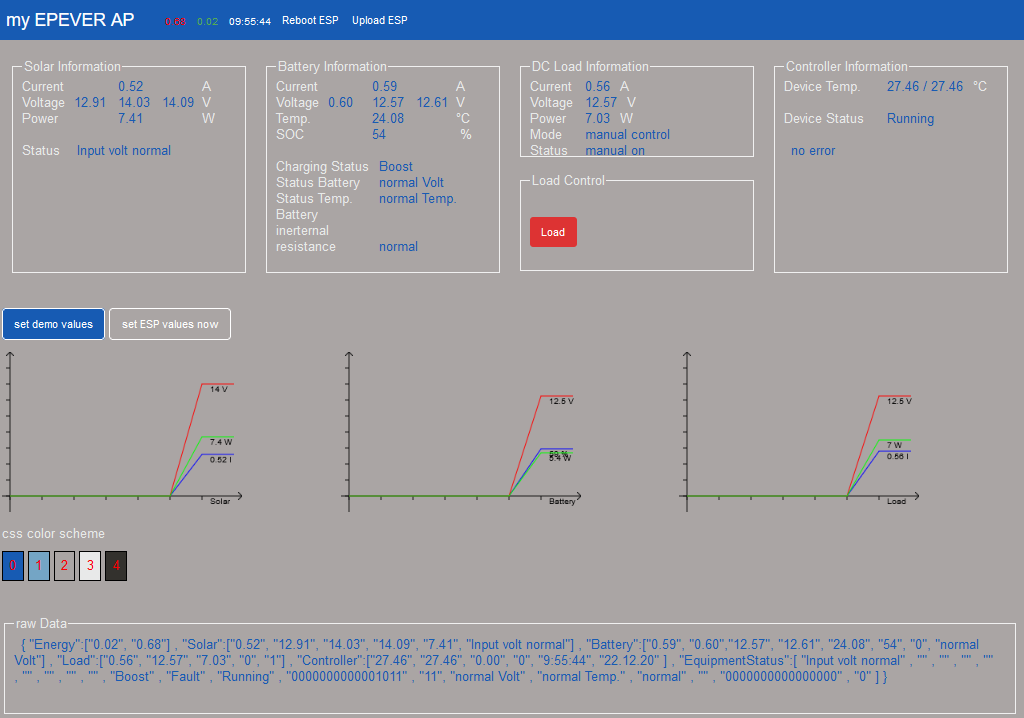 my EPEVER AP 0.68 0.02 09:55:44 Reboot ESP Upload ESP
Solar Information
Current 0.52 A
Voltage 12.91 14.03 14.09 V
Power 7.41 W
Status Input volt normal
Battery Information
Current 0.59 A
Voltage 0.60 12.57 12.61 V
Temp. 24.08 °C
SOC 54 %
Charging Status Boost
Status Battery normal Volt
Status Temp. normal Temp.
Battery
inerternal
resistance normal
DC Load Information
Current 0.56 A
Voltage 12.57 V
Power 7.03 W
Mode manual control
Status manual on
Load Control
Load
Controller Information
Device Temp. 27.46 / 27.46 °C
Device Status Running
no error
set demo values set ESP values now
14 V
7.4 W
0.52 I
Solar
12.5 V
5.4 W
Battery
12.5 V
7 W
0.56 I
Load
css color scheme
0 1 2 3 4
raw Data
{ "Energy":["0.02", "0.68"] , "Solar":["0.52", "12.91", "14.03", "14.09", "7.41", "Input volt normal"] , "Battery":["0.59", "0.60","12.57", "12.61", "24.08", "54", "0", "normal
Volt"] , "Load":["0.56", "12.57", "7.03", "0", "1"] , "Controller":["27.46", "27.46", "0.00", "0", "9:55:44", "22.12.20" ] , "EquipmentStatus":[ "Input volt normal" , "" , "" , "" , ""
, "" , "" , "" , "" , "Boost" , "Fault" , "Running" , "0000000000001011" , "11", "normal Volt" , "normal Temp." , "normal" , "" , "0000000000000000" , "0" ] }